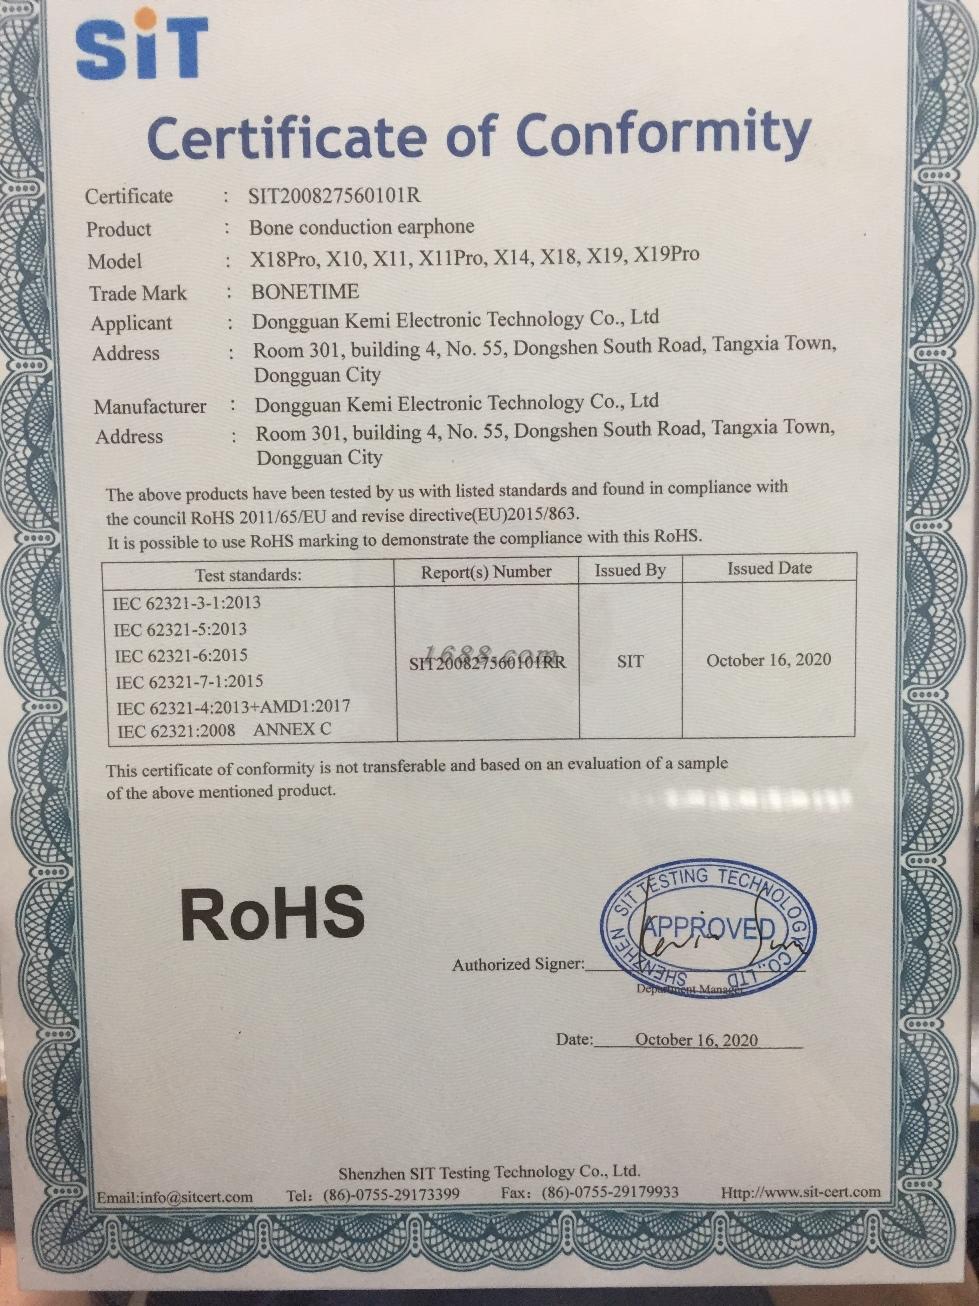 SiT
Certificate of Conformity
Certificate : SIT200827560101R
Product : Bone conduction earphone
Model : X18Pro, X10, X11, X11Pro, X14, X18, X19, X19Pro
Trade Mark : BONETIME
Applicant : Dongguan Kemi Electronic Technology Co., Ltd
Address : Room 301, building 4, No. 55, Dongshen South Road, Tangxia Town,
Dongguan City
Manufacturer : Dongguan Kemi Electronic Technology Co., Ltd
Address : Room 301, building 4, No. 55, Dongshen South Road, Tangxia Town,
Dongguan City
The above products have been tested by us with listed standards and found in compliance with
the council RoHS 2011/65/EU and revise directive(EU)2015/863.
It is possible to use RoHS marking to demonstrate the compliance with this RoHS.
Test standards: Report(s) Number Issued By Issued Date
IEC 62321-3-1:2013
IEC 62321-5:2013
IEC 62321-6:2015
1688.com
SIT200827560101RR SIT October 16, 2020
IEC 62321-7-1:2015
IEC 62321-4:2013+AMD1:2017
IEC 62321:2008 ANNEX C
This certificate of conformity is not transferable and based on an evaluation of a sample
of the above mentioned product.
RoHS
SHENZHEN SIT TESTING TECHNOLOGY CO., LTD
APPROVED
Authorized Signer:
Department Manager
Date: October 16, 2020
Shenzhen SIT Testing Technology Co., Ltd.
Email:info@sitcert.com Tel: (86)-0755-29173399 Fax: (86)-0755-29179933 Http://www.sit-cert.com